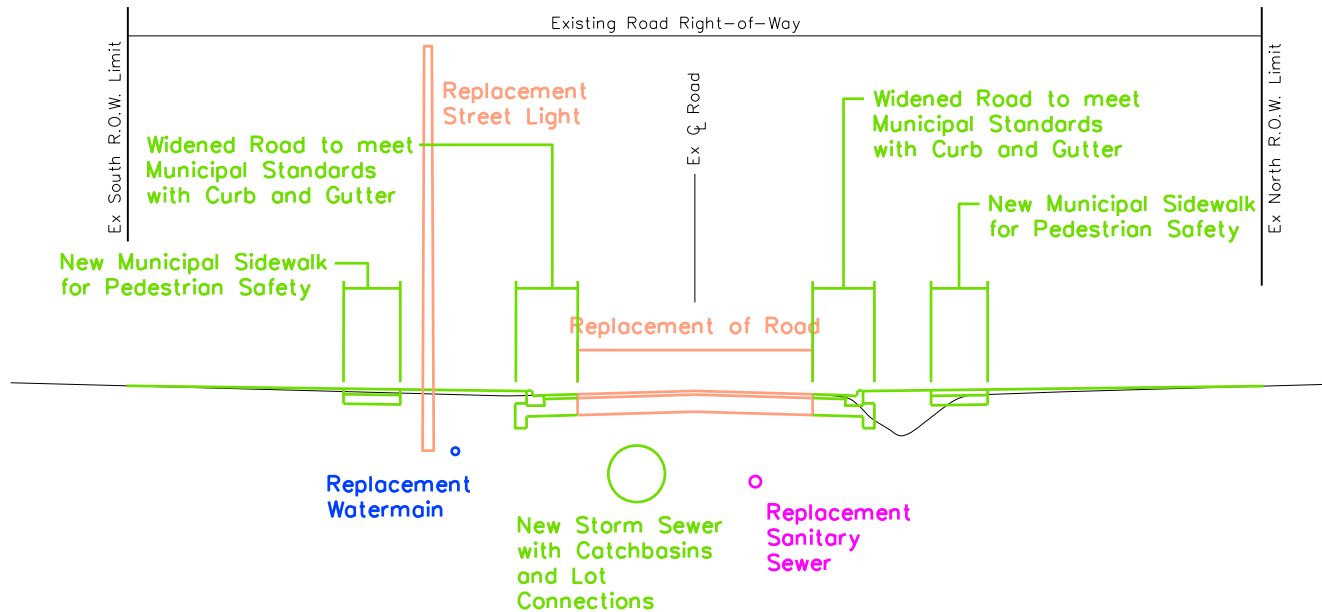 Existing Road Right-of-Way
Ex South R.O.W. Limit
Replacement
Street Light
Ex ℄ Road
Widened Road to meet
Municipal Standards
with Curb and Gutter
Ex North R.O.W. Limit
Widened Road to meet
Municipal Standards
with Curb and Gutter
New Municipal Sidewalk
for Pedestrian Safety
New Municipal Sidewalk
for Pedestrian Safety
Replacement of Road
Replacement
Watermain
New Storm Sewer
with Catchbasins
and Lot
Connections
Replacement
Sanitary
Sewer